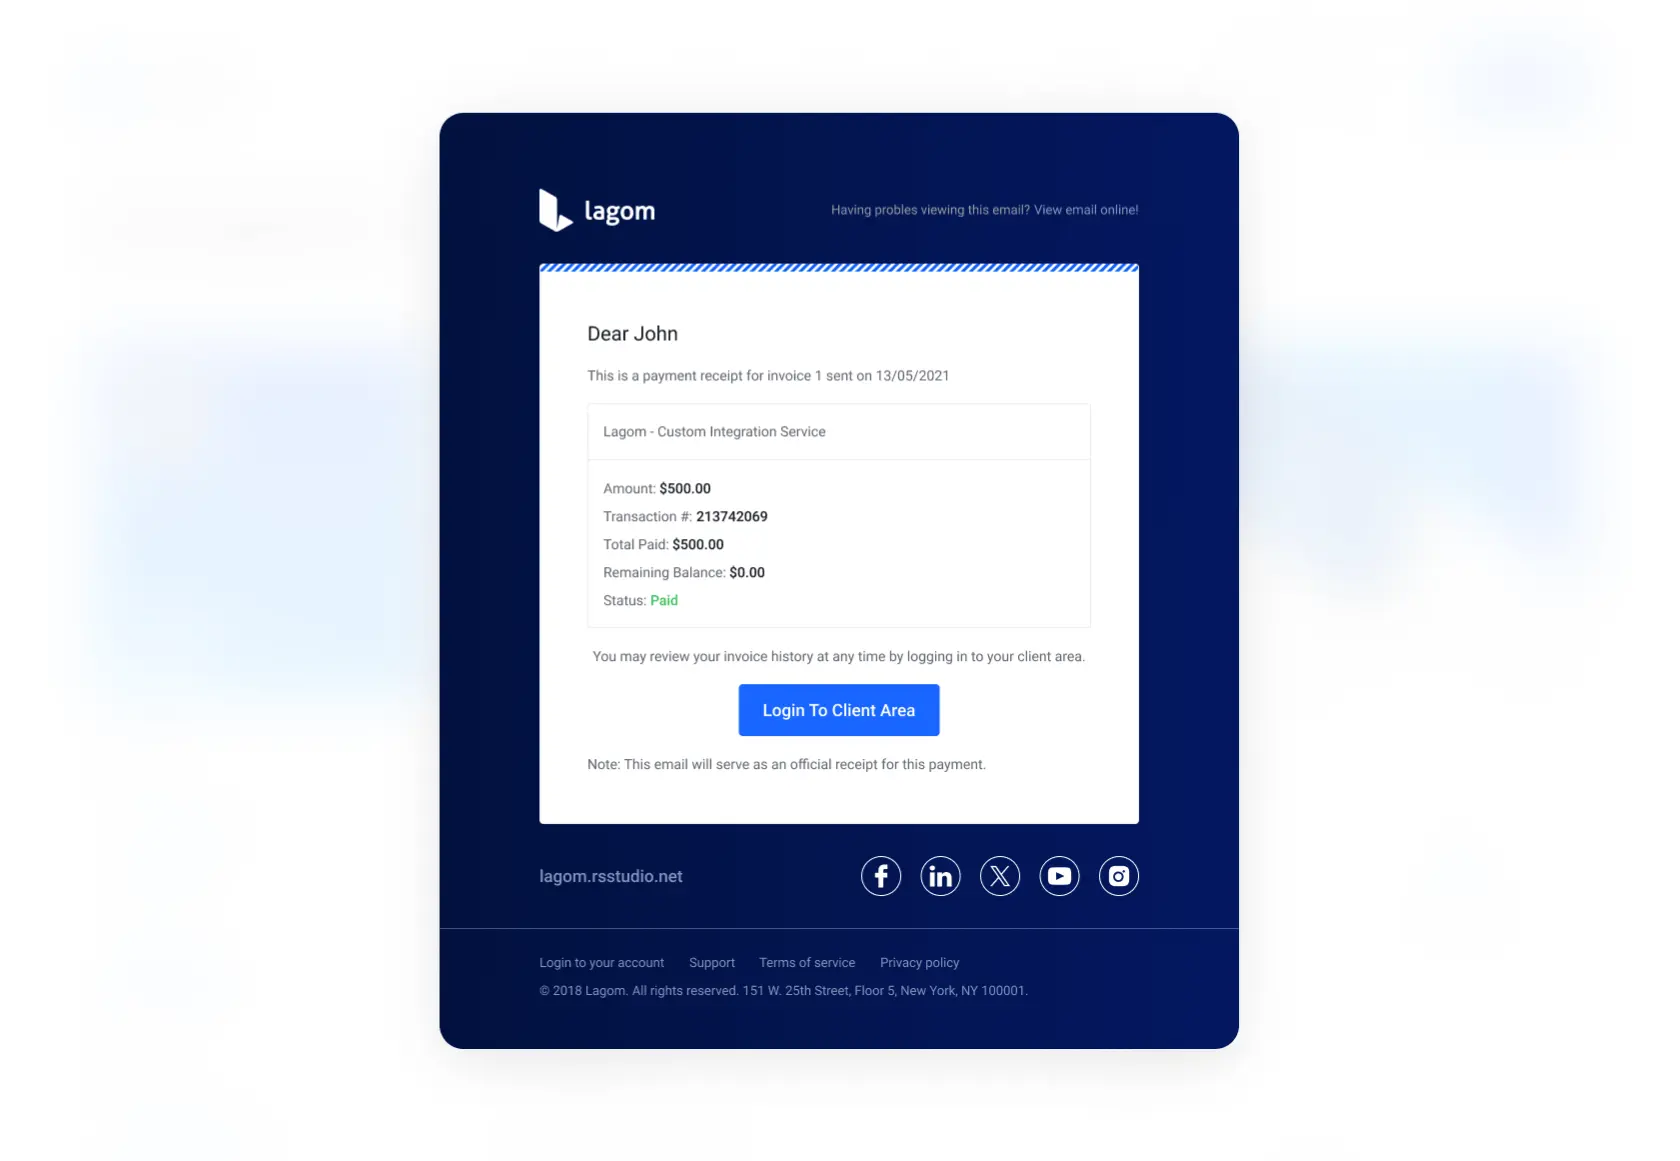 lagom
Having probles viewing this email? View email online!
Dear John
This is a payment receipt for invoice 1 sent on 13/05/2021
Lagom - Custom Integration Service
Amount: $500.00
Transaction #: 213742069
Total Paid: $500.00
Remaining Balance: $0.00
Status: Paid
You may review your invoice history at any time by logging in to your client area.
Login To Client Area
Note: This email will serve as an official receipt for this payment.
lagom.rsstudio.net
Login to your account Support Terms of service Privacy policy
© 2018 Lagom. All rights reserved. 151 W. 25th Street, Floor 5, New York, NY 100001.